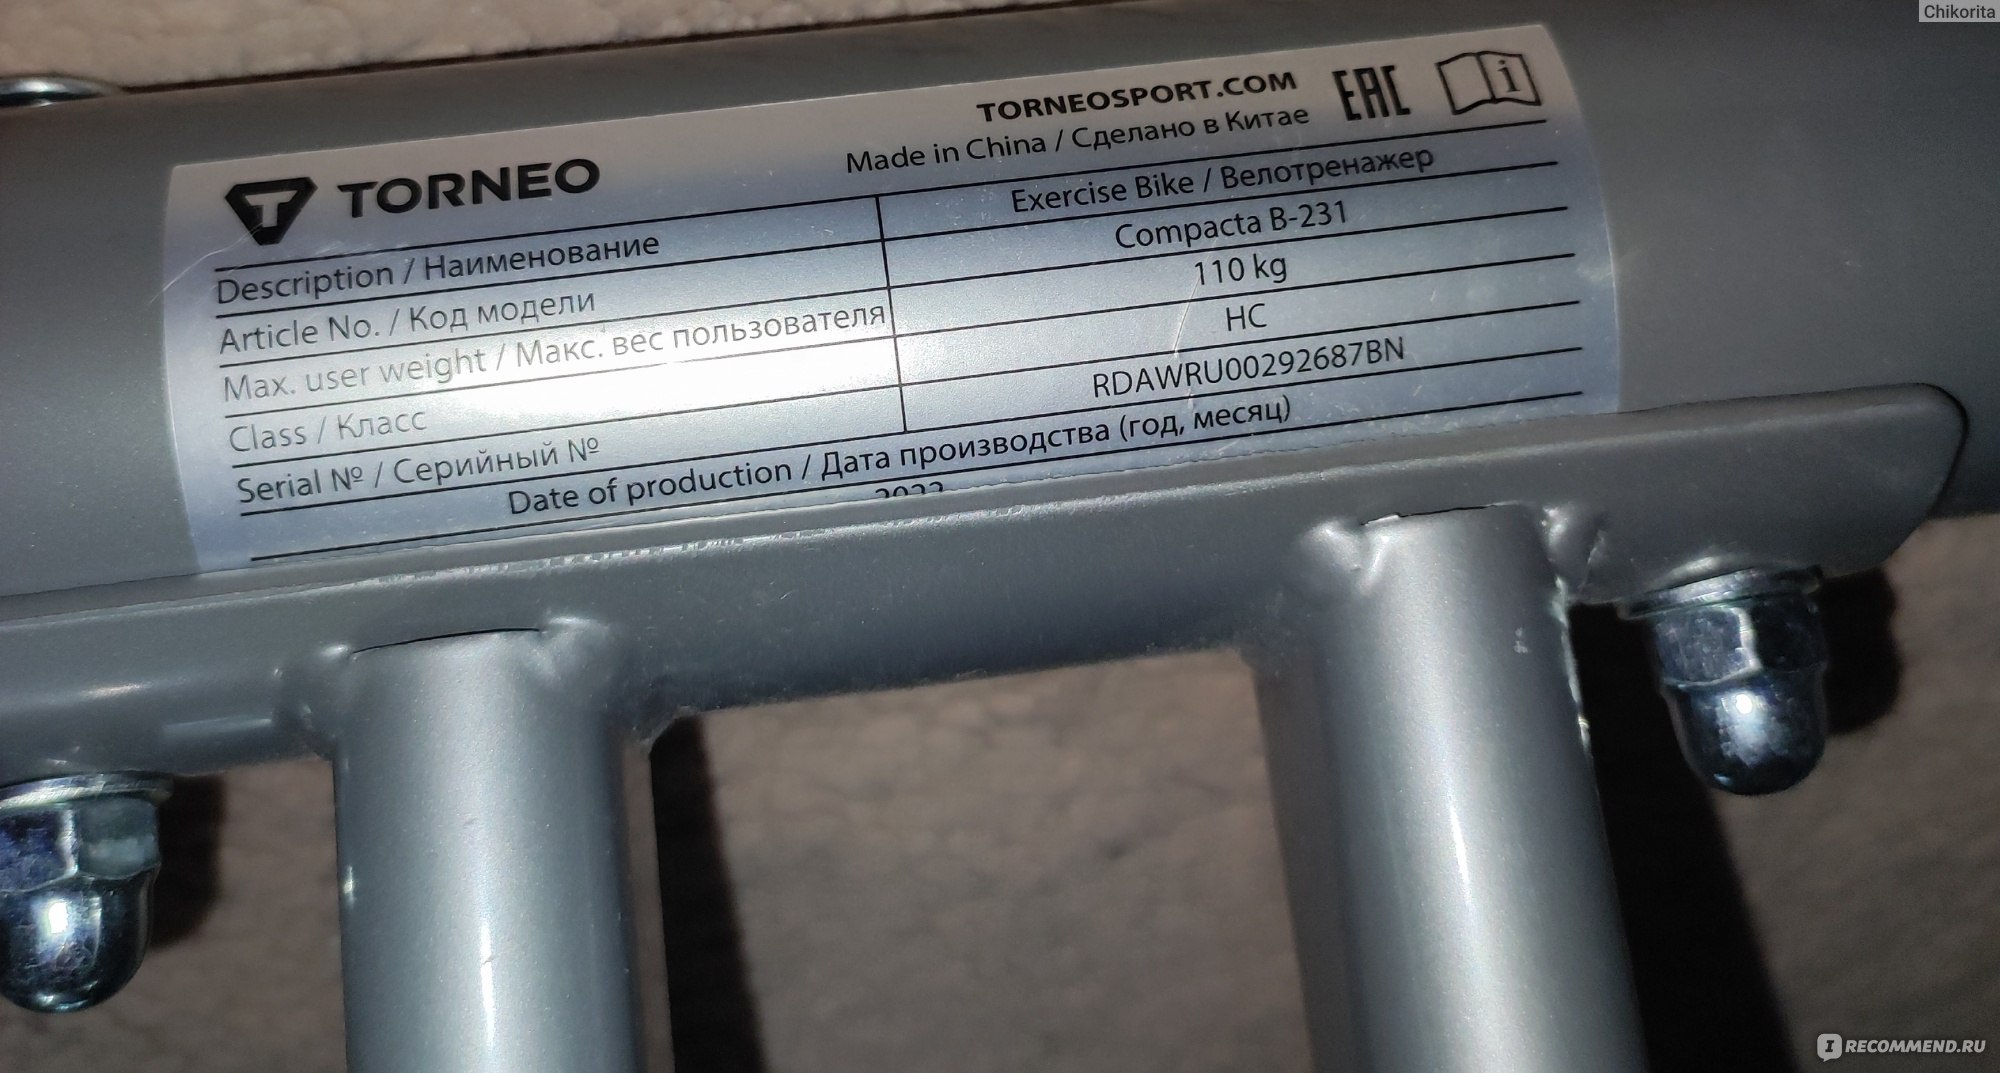 Chikorita
TORNEOSPORT.COM
Made in China / Сделано в Китае
EAC
i
T TORNEO
Description / Наименование Exercise Bike / Велотренажер
Article No. / Код модели Compacta B-231
Max. user weight / Макс. вес пользователя 110 kg
Class / Класс HC
Serial № / Серийный № RDAWRU00292687BN
Date of production / Дата производства (год, месяц)
I RECOMMEND.RU